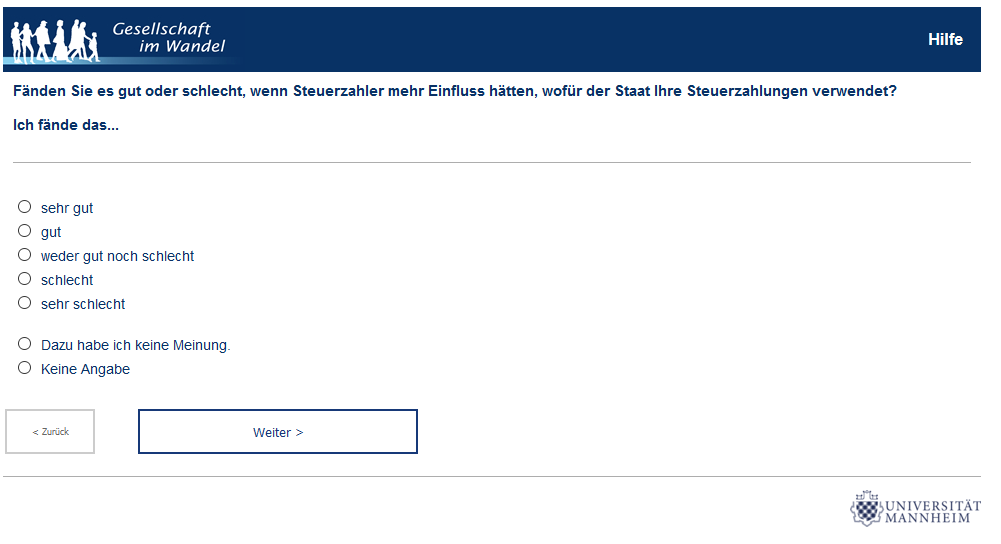 Gesellschaft
im Wandel
Hilfe
Fänden Sie es gut oder schlecht, wenn Steuerzahler mehr Einfluss hätten, wofür der Staat Ihre Steuerzahlungen verwendet?
Ich fände das...
sehr gut
gut
weder gut noch schlecht
schlecht
sehr schlecht
Dazu habe ich keine Meinung.
Keine Angabe
< Zurück
Weiter >
UNIVERSITÄT
MANNHEIM